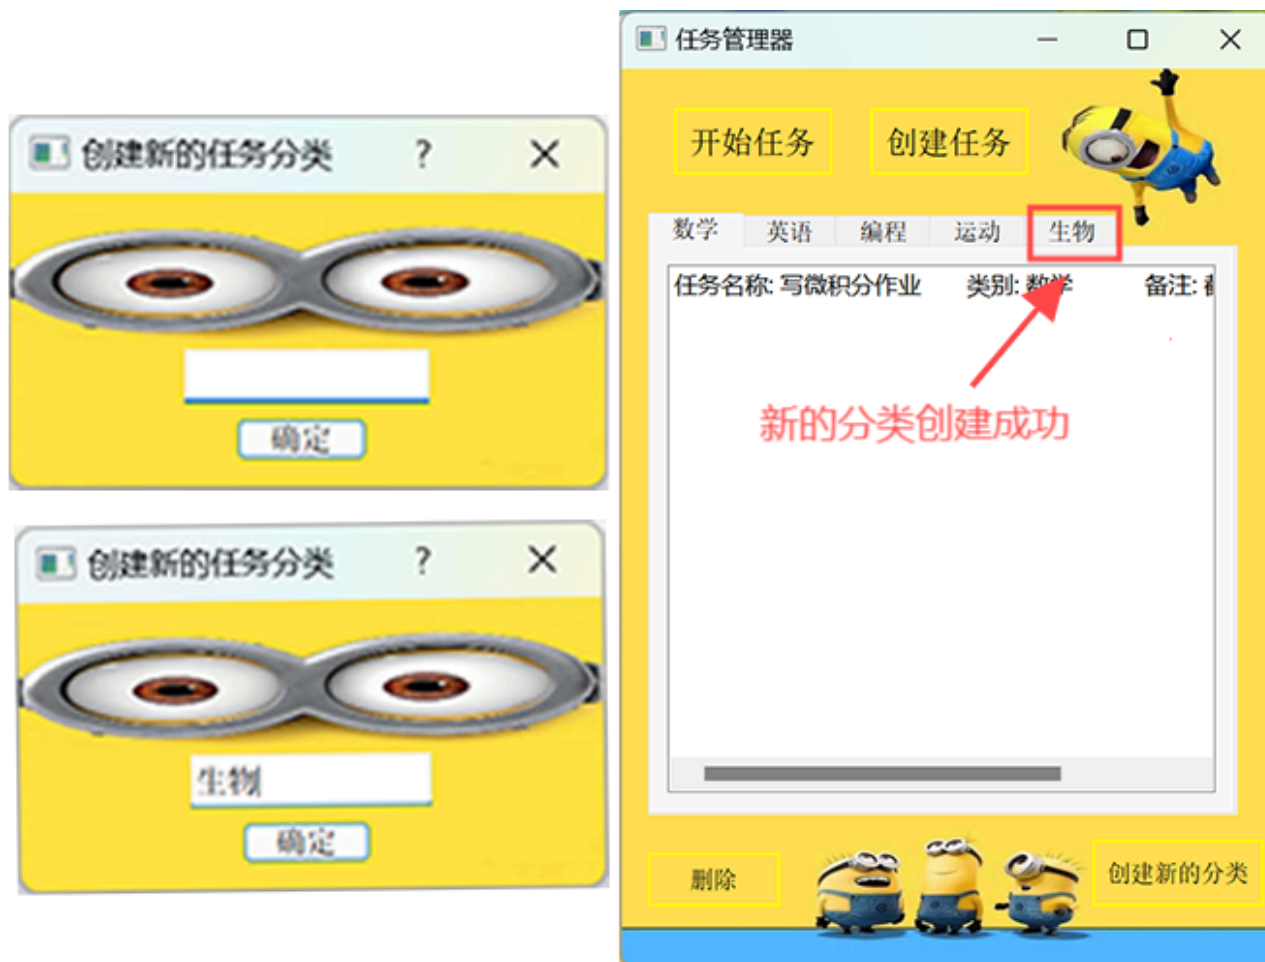 创建新的任务分类
确定
创建新的任务分类
生物
确定
任务管理器
开始任务 创建任务
数学 英语 编程 运动 生物
任务名称: 写微积分作业 类别: 数学 备注:
新的分类创建成功
删除 创建新的分类